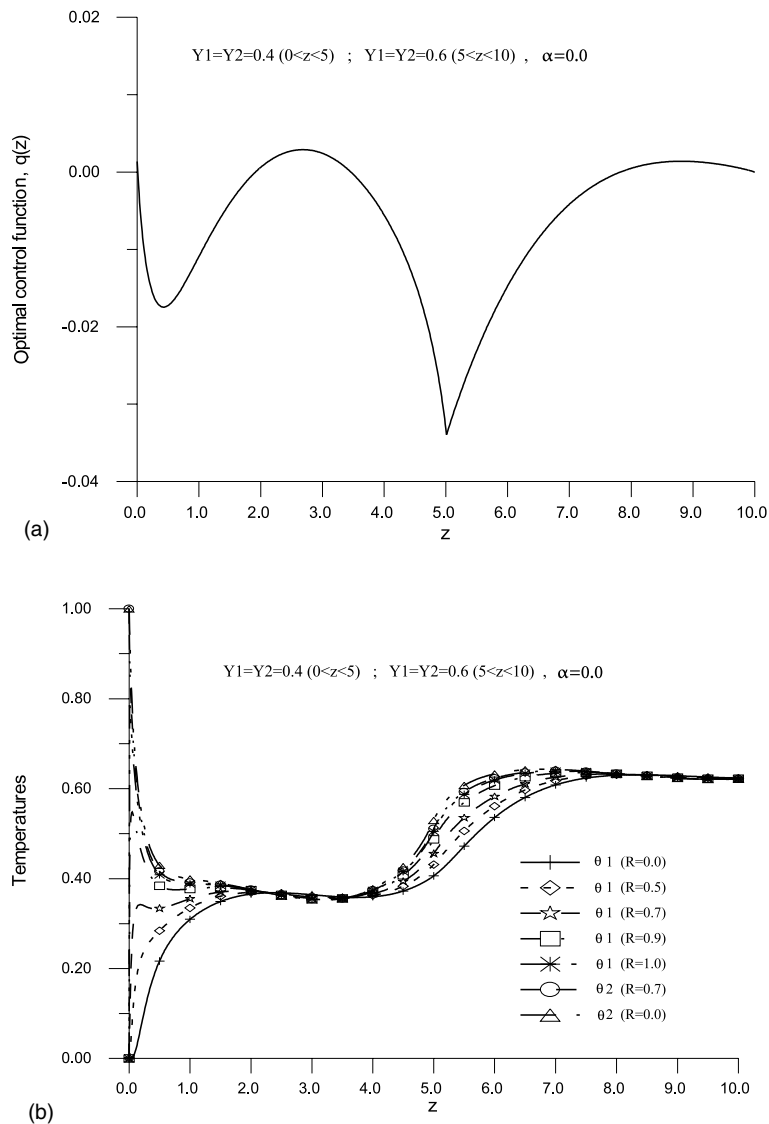 0.02
Y1=Y2=0.4 (0<z<5) ; Y1=Y2=0.6 (5<z<10) , α=0.0
0.00
-0.02
-0.04
Optimal control function, q(z)
0.0 1.0 2.0 3.0 4.0 5.0 6.0 7.0 8.0 9.0 10.0
z
(a)
1.00
Y1=Y2=0.4 (0<z<5) ; Y1=Y2=0.6 (5<z<10) , α=0.0
0.80
0.60
0.40
0.20
0.00
Temperatures
θ 1 (R=0.0)
θ 1 (R=0.5)
θ 1 (R=0.7)
θ 1 (R=0.9)
θ 1 (R=1.0)
θ 2 (R=0.7)
θ 2 (R=0.0)
0.0 1.0 2.0 3.0 4.0 5.0 6.0 7.0 8.0 9.0 10.0
z
(b)